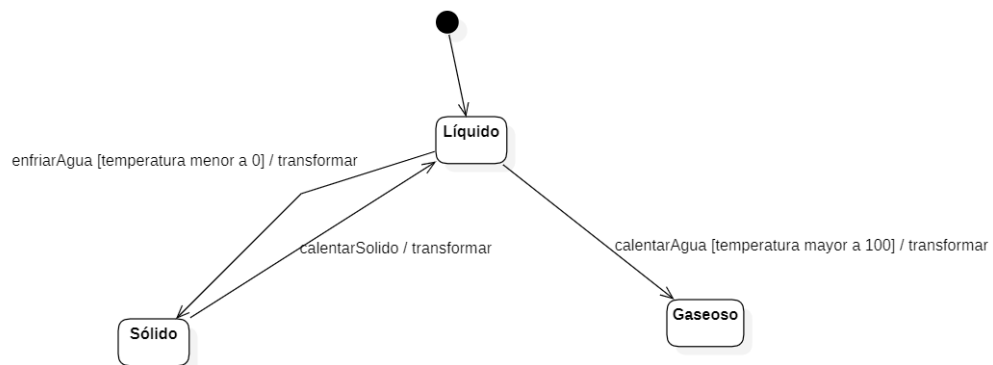 Líquido
enfriarAgua [temperatura menor a 0] / transformar
calentarSolido / transformar
calentarAgua [temperatura mayor a 100] / transformar
Gaseoso
Sólido